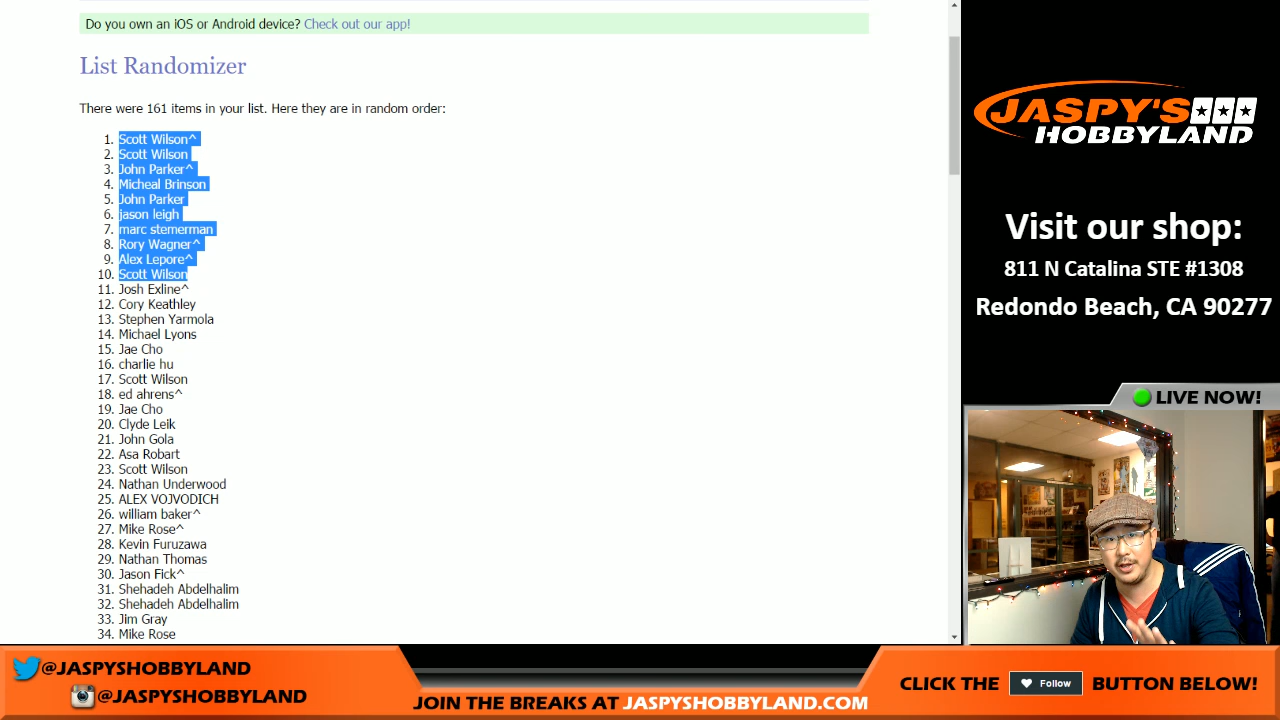 Do you own an iOS or Android device? Check out our app!
List Randomizer
There were 161 items in your list. Here they are in random order:
1. Scott Wilson^
2. Scott Wilson
3. John Parker^
4. Micheal Brinson
5. John Parker
6. jason leigh
7. marc stemerman
8. Rory Wagner^
9. Alex Lepore^
10. Scott Wilson
11. Josh Exline^
12. Cory Keathley
13. Stephen Yarmola
14. Michael Lyons
15. Jae Cho
16. charlie hu
17. Scott Wilson
18. ed ahrens^
19. Jae Cho
20. Clyde Leik
21. John Gola
22. Asa Robart
23. Scott Wilson
24. Nathan Underwood
25. ALEX VOJVODICH
26. william baker^
27. Mike Rose^
28. Kevin Furuzawa
29. Nathan Thomas
30. Jason Fick^
31. Shehadeh Abdelhalim
32. Shehadeh Abdelhalim
33. Jim Gray
34. Mike Rose
JASPY'S
HOBBYLAND
Visit our shop:
811 N Catalina STE #1308
Redondo Beach, CA 90277
LIVE NOW!
@JASPYSHOBBYLAND
@JASPYSHOBBYLAND
JOIN THE BREAKS AT JASPYSHOBBYLAND.COM
CLICK THE Follow BUTTON BELOW!